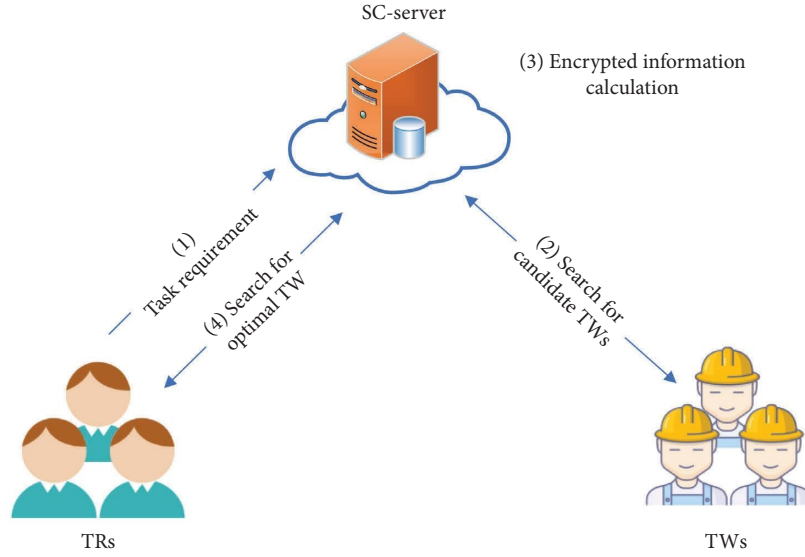 SC-server
(3) Encrypted information
calculation
(1)
Task requirement
(4) Search for
optimal TW
(2) Search for
candidate TWs
TRs
TWs